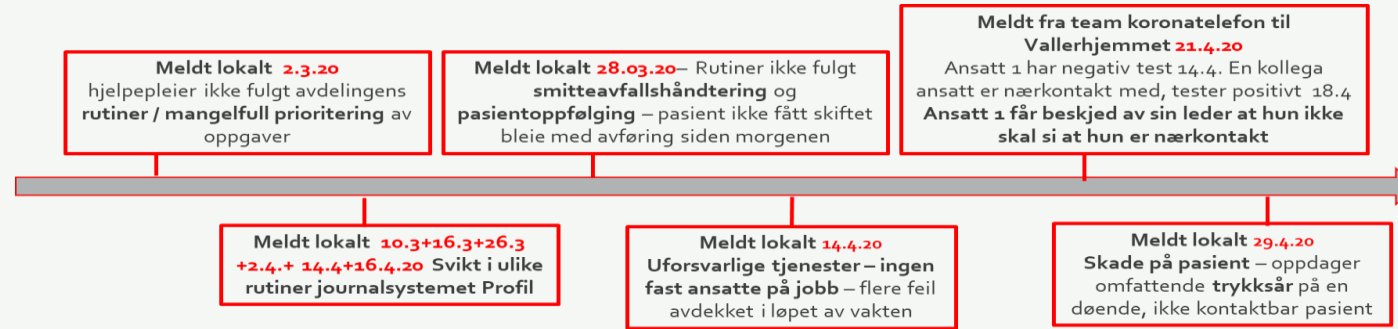 Meldt lokalt 2.3.20
hjelpepleier ikke fulgt avdelingens
rutiner / mangelfull prioritering av
oppgaver
Meldt lokalt 28.03.20– Rutiner ikke fulgt
smitteavfallshåndtering og
pasientoppfølging – pasient ikke fått skiftet
bleie med avføring siden morgenen
Meldt fra team koronatelefon til
Vallerhjemmet 21.4.20
Ansatt 1 har negativ test 14.4. En kollega
ansatt er nærkontakt med, tester positivt 18.4
Ansatt 1 får beskjed av sin leder at hun ikke
skal si at hun er nærkontakt
Meldt lokalt 10.3+16.3+26.3
+2.4.+ 14.4+16.4.20 Svikt i ulike
rutiner journalsystemet Profil
Meldt lokalt 14.4.20
Uforsvarlige tjenester – ingen
fast ansatte på jobb – flere feil
avdekket i løpet av vakten
Meldt lokalt 29.4.20
Skade på pasient – oppdager
omfattende trykksår på en
døende, ikke kontaktbar pasient